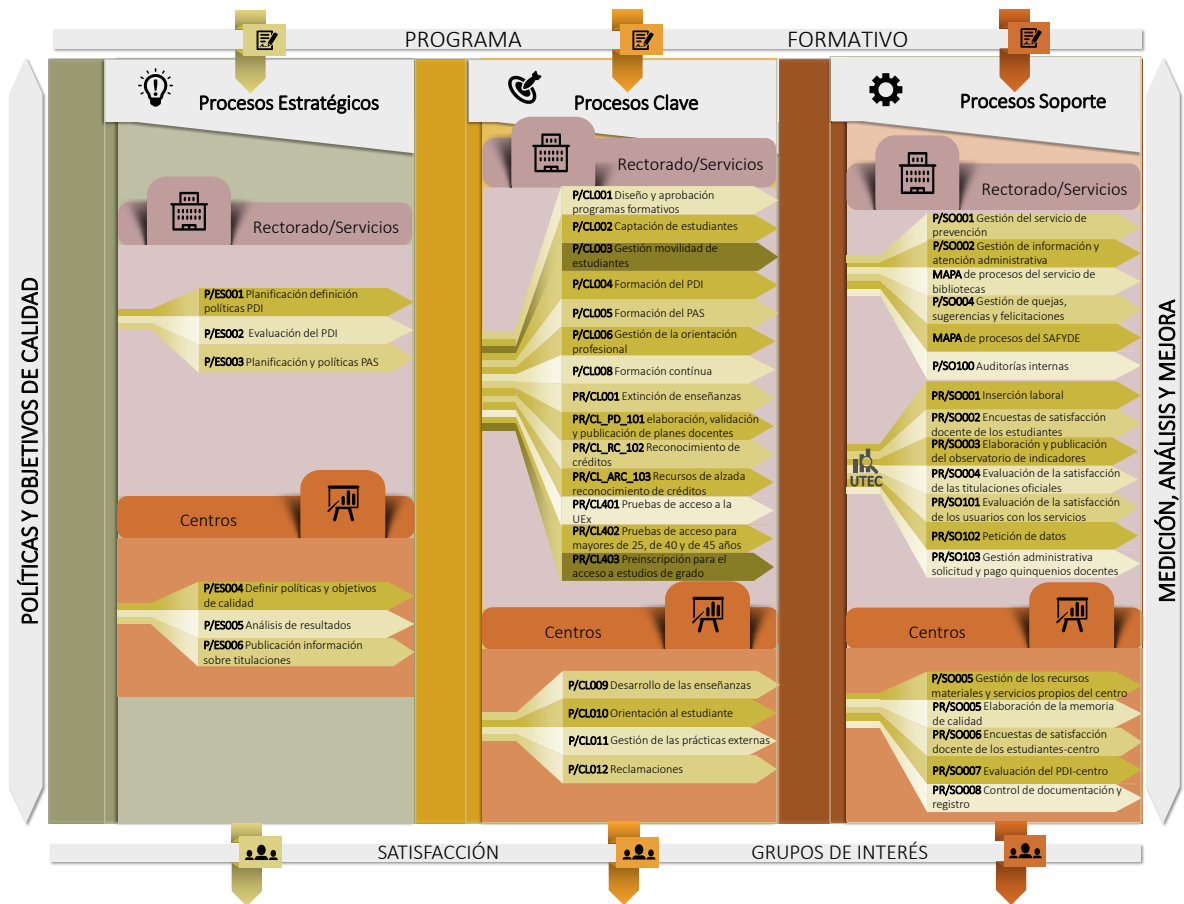 PROGRAMA FORMATIVO
POLÍTICAS Y OBJETIVOS DE CALIDAD
Procesos Estratégicos
Rectorado/Servicios
P/ES001 Planificación definición
políticas PDI
P/ES002 Evaluación del PDI
P/ES003 Planificación y políticas PAS
Centros
P/ES004 Definir políticas y objetivos
de calidad
P/ES005 Análisis de resultados
P/ES006 Publicación información
sobre titulaciones
Procesos Clave
Rectorado/Servicios
P/CL001 Diseño y aprobación
programas formativos
P/CL002 Captación de estudiantes
P/CL003 Gestión movilidad de
estudiantes
P/CL004 Formación del PDI
P/CL005 Formación del PAS
P/CL006 Gestión de la orientación
profesional
P/CL008 Formación contínua
PR/CL001 Extinción de enseñanzas
PR/CL_PD_101 elaboración, validación
y publicación de planes docentes
PR/CL_RC_102 Reconocimiento de
créditos
PR/CL_ARC_103 Recursos de alzada
reconocimiento de créditos
PR/CL401 Pruebas de acceso a la
UEx
PR/CL402 Pruebas de acceso para
mayores de 25, de 40 y de 45 años
PR/CL403 Preinscripción para el
acceso a estudios de grado
Centros
P/CL009 Desarrollo de las enseñanzas
P/CL010 Orientación al estudiante
P/CL011 Gestión de las prácticas externas
P/CL012 Reclamaciones
Procesos Soporte
Rectorado/Servicios
P/SO001 Gestión del servicio de
prevención
P/SO002 Gestión de información y
atención administrativa
MAPA de procesos del servicio de
bibliotecas
P/SO004 Gestión de quejas,
sugerencias y felicitaciones
MAPA de procesos del SAFYDE
P/SO100 Auditorías internas
UTEC
PR/SO001 Inserción laboral
PR/SO002 Encuestas de satisfacción
docente de los estudiantes
PR/SO003 Elaboración y publicación
del observatorio de indicadores
PR/SO004 Evaluación de la satisfacción
de las titulaciones oficiales
PR/SO101 Evaluación de la satisfacción
de los usuarios con los servicios
PR/SO102 Petición de datos
PR/SO103 Gestión administrativa
solicitud y pago quinquenios docentes
Centros
P/SO005 Gestión de los recursos
materiales y servicios propios del centro
PR/SO005 Elaboración de la memoria
de calidad
PR/SO006 Encuestas de satisfacción
docente de los estudiantes-centro
PR/SO007 Evaluación del PDI-centro
PR/SO008 Control de documentación y
registro
MEDICIÓN, ANÁLISIS Y MEJORA
SATISFACCIÓN GRUPOS DE INTERÉS